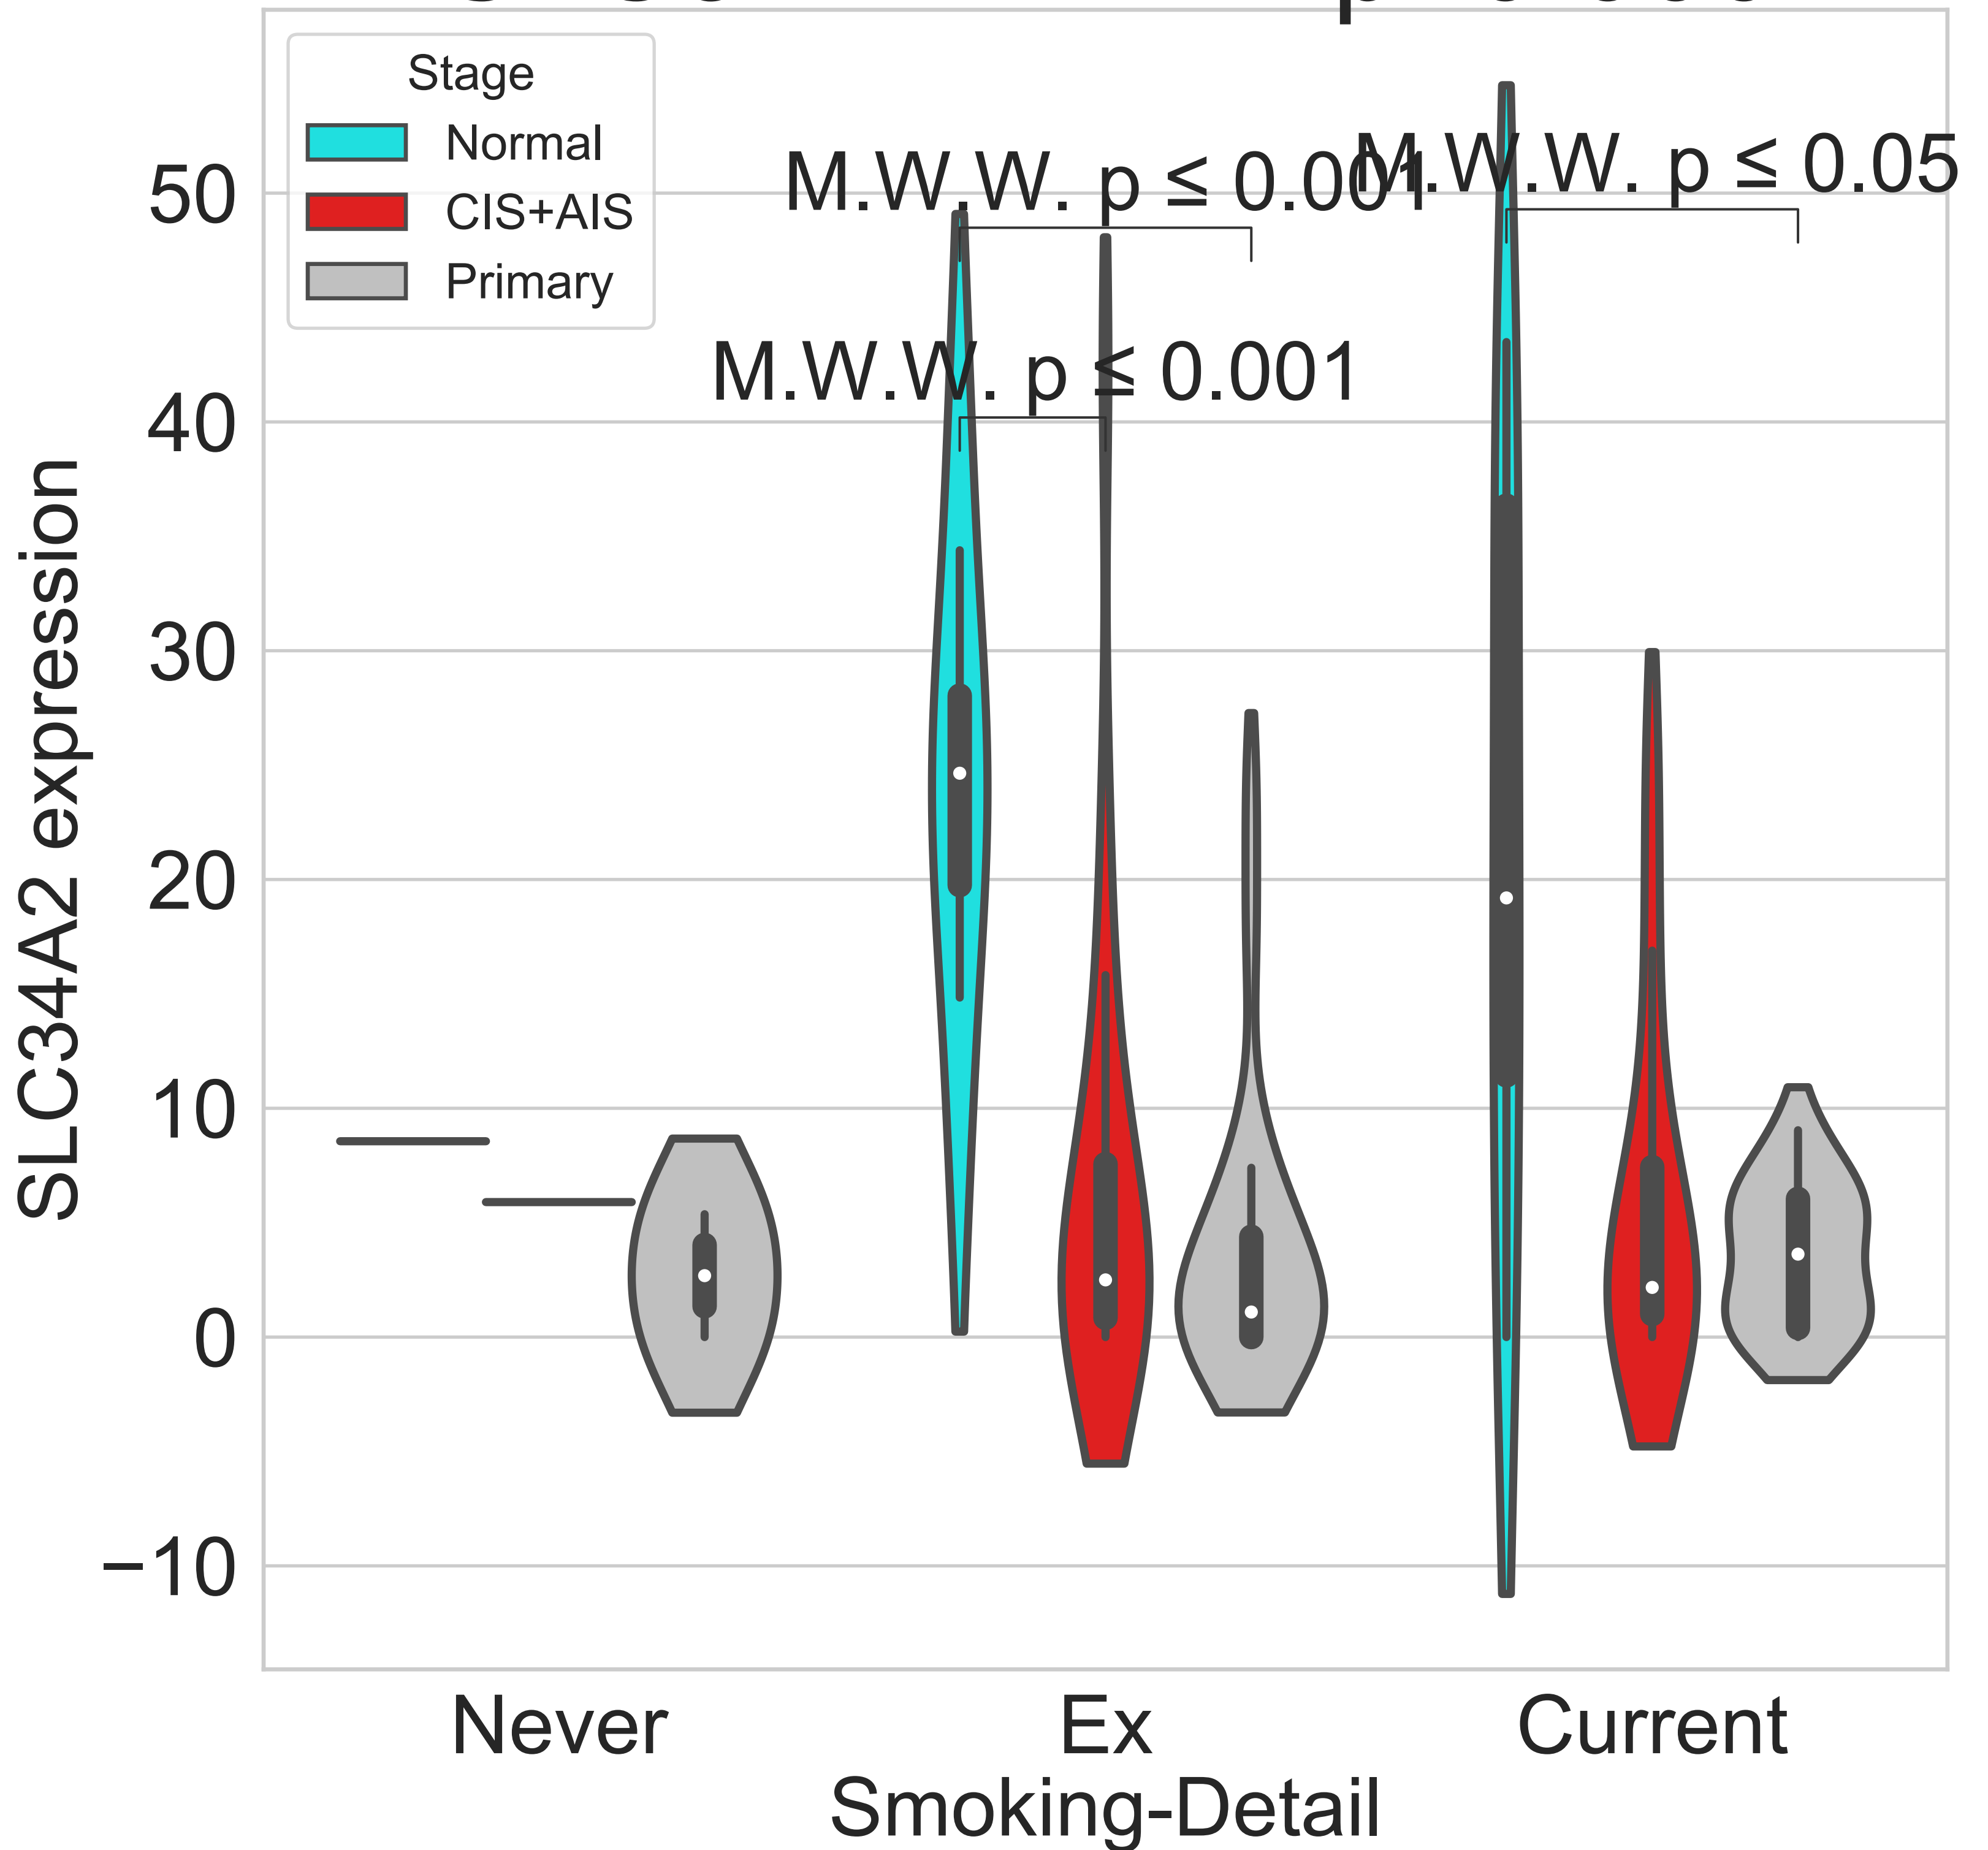 Stage
Normal
CIS+AIS
Primary
M.W.W. p ≤ 0.001
M.W.W. p ≤ 0.05
M.W.W. p ≤ 0.001
50
40
30
20
10
0
−10
SLC34A2 expression
Never
Ex
Current
Smoking-Detail